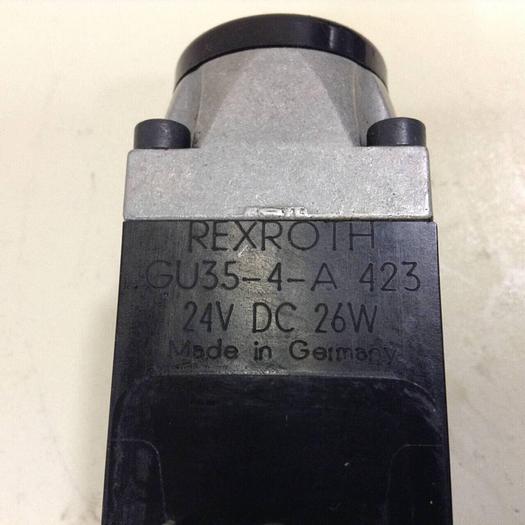 REXROTH
GU35-4-A 423
24V DC 26W
Made in Germany